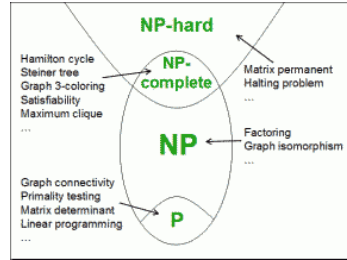 NP-hard
Hamilton cycle
Steiner tree
Graph 3-coloring
Satisfiability
Maximum clique
...
NP-
complete
Matrix permanent
Halting problem
...
NP
Factoring
Graph isomorphism
...
Graph connectivity
Primality testing
Matrix determinant
Linear programming
...
P